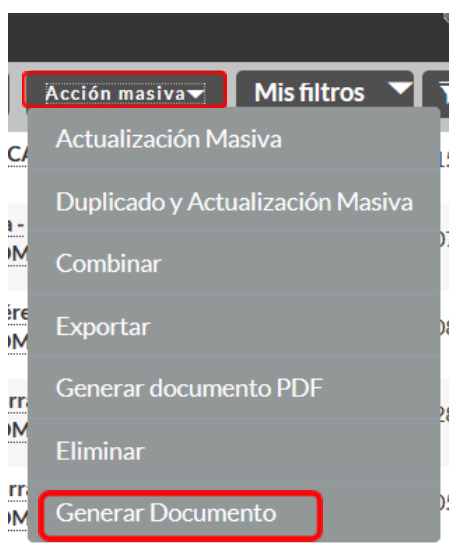 Acción masiva
Mis filtros
Actualización Masiva
Duplicado y Actualización Masiva
Combinar
Exportar
Generar documento PDF
Eliminar
Generar Documento